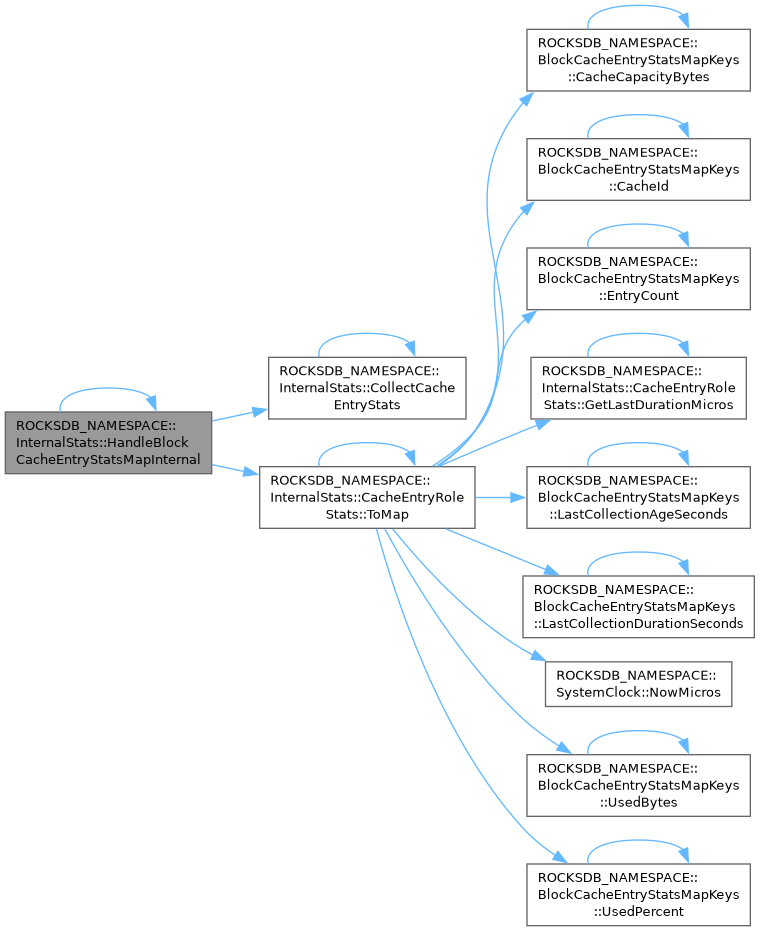 ROCKSDB_NAMESPACE::
BlockCacheEntryStatsMapKeys
::CacheCapacityBytes
ROCKSDB_NAMESPACE::
BlockCacheEntryStatsMapKeys
::CacheId
ROCKSDB_NAMESPACE::
BlockCacheEntryStatsMapKeys
::EntryCount
ROCKSDB_NAMESPACE::
InternalStats::CollectCache
EntryStats
ROCKSDB_NAMESPACE::
InternalStats::CacheEntryRole
Stats::GetLastDurationMicros
ROCKSDB_NAMESPACE::
InternalStats::HandleBlock
CacheEntryStatsMapInternal
ROCKSDB_NAMESPACE::
InternalStats::CacheEntryRole
Stats::ToMap
ROCKSDB_NAMESPACE::
BlockCacheEntryStatsMapKeys
::LastCollectionAgeSeconds
ROCKSDB_NAMESPACE::
BlockCacheEntryStatsMapKeys
::LastCollectionDurationSeconds
ROCKSDB_NAMESPACE::
SystemClock::NowMicros
ROCKSDB_NAMESPACE::
BlockCacheEntryStatsMapKeys
::UsedBytes
ROCKSDB_NAMESPACE::
BlockCacheEntryStatsMapKeys
::UsedPercent